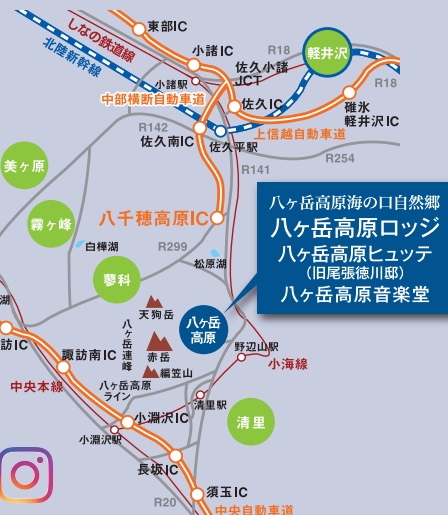 東部IC
しなの鉄道線
北陸新幹線
小諸IC
R18
軽井沢
佐久小諸
JCT
小諸駅
R18
中部横断自動車道
佐久IC
碓氷
軽井沢IC
R142
佐久南IC
上信越自動車道
佐久平駅
R254
美ヶ原
R141
八ヶ岳高原海の口自然郷
八ヶ岳高原ロッジ
八ヶ岳高原ヒュッテ
(旧尾張徳川邸)
八ヶ岳高原音楽堂
霧ヶ峰
八千穂高原IC
白樺湖
R299
松原湖
蓼科
湖
天狗岳
八ヶ岳
高原
八ヶ岳連峰
訪IC
諏訪南IC
赤岳
野辺山駅
編笠山
小海線
中央本線
八ヶ岳高原
ライン
清里駅
小淵沢IC
清里
小淵沢駅
長坂IC
須玉IC
R20
中央自動車道